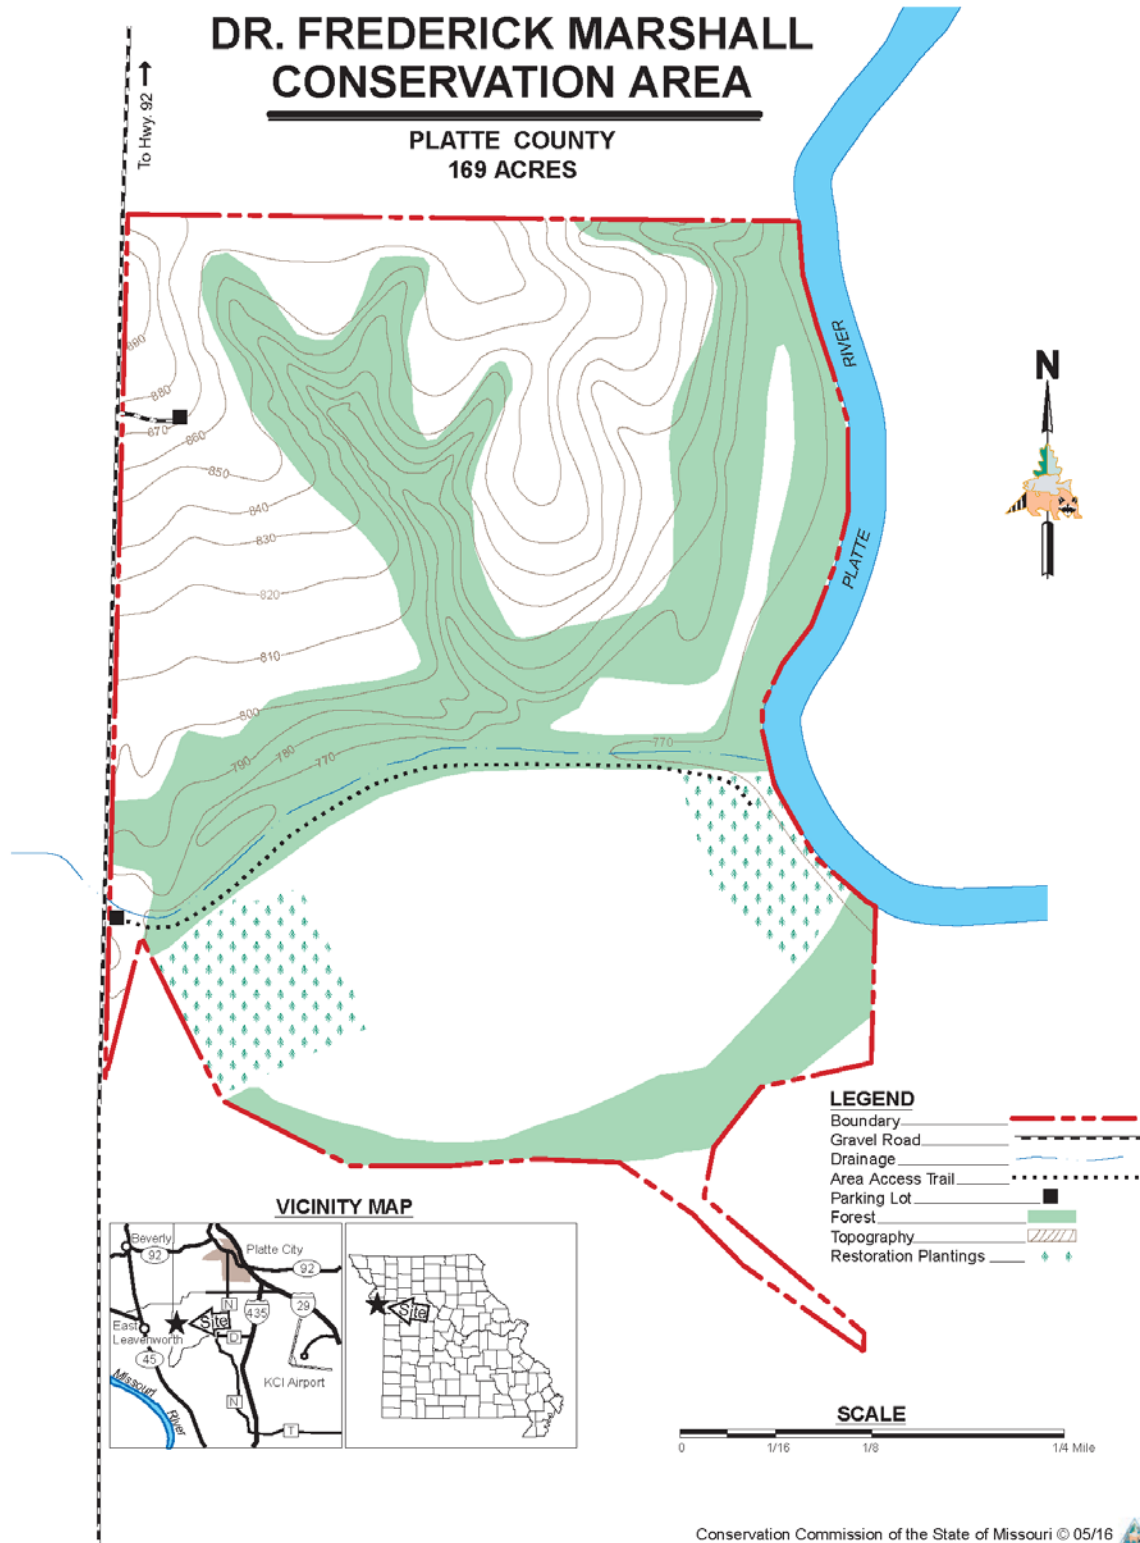 DR. FREDERICK MARSHALL
CONSERVATION AREA
PLATTE COUNTY
169 ACRES
To Hwy. 92
RIVER
PLATTE
N
890
880
870
860
850
840
830
820
810
800
790
780
770
770
LEGEND
Boundary
Gravel Road
Drainage
Area Access Trail
Parking Lot
Forest
Topography
Restoration Plantings
VICINITY MAP
Beverly
92
Platte City
92
N
435
29
Site
East
Leavenworth
D
45
KCI Airport
Missouri
River
N
T
Site
SCALE
0 1/16 1/8 1/4 Mile
Conservation Commission of the State of Missouri © 05/16